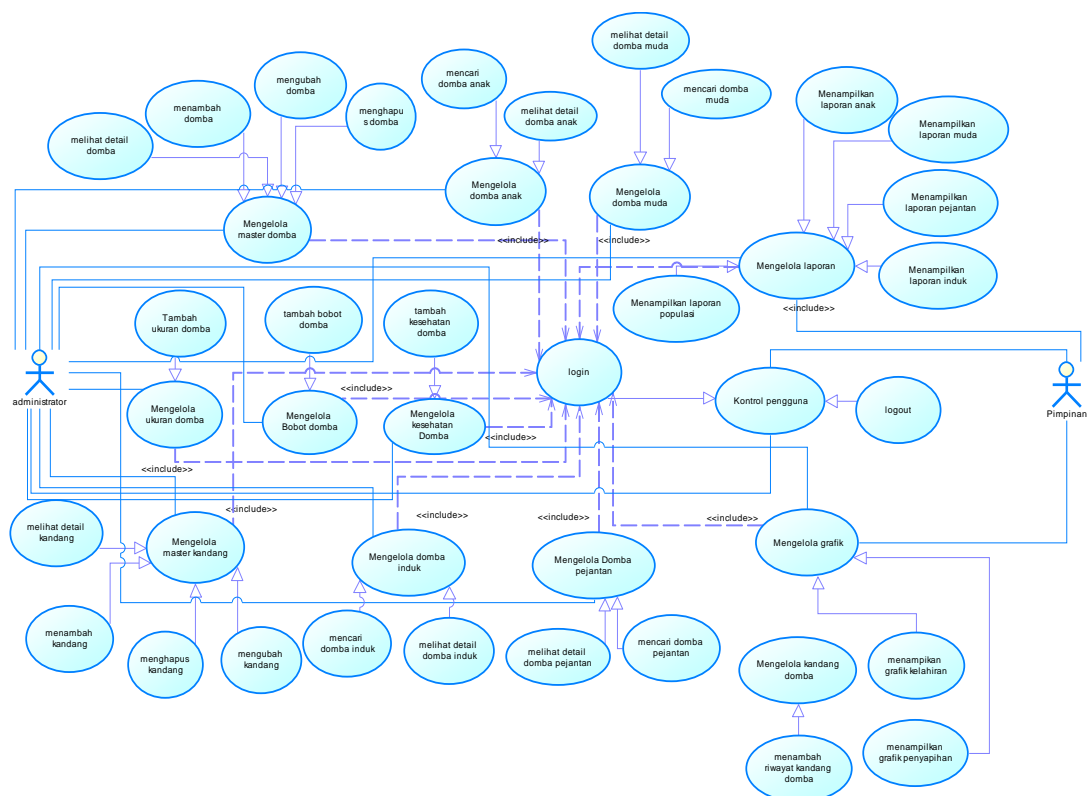 melihat detail
domba muda
mengubah
domba
mencari
domba anak
menambah
domba
menghapu
s domba
melihat detail
domba anak
mencari domba
muda
Menampilkan
laporan anak
Menampilkan
laporan muda
melihat detail
domba
Mengelola
domba anak
Mengelola
domba muda
Menampilkan
laporan pejantan
Mengelola
master domba
<<include>>
<<include>>
Mengelola laporan
Menampilkan
laporan induk
Menampilkan laporan
populasi
<<include>>
Tambah
ukuran domba
tambah bobot
domba
tambah
kesehatan
domba
login
administrator
Mengelola
ukuran domba
<<include>>
Mengelola
Bobot domba
Mengelola
kesehatan
Domba
<<include>>
Kontrol pengguna
logout
Pimpinan
<<include>>
<<include>>
<<include>>
<<include>>
<<include>>
melihat detail
kandang
Mengelola
master kandang
Mengelola domba
induk
Mengelola Domba
pejantan
Mengelola grafik
menambah
kandang
menghapus
kandang
mengubah
kandang
mencari
domba induk
melihat detail
domba induk
melihat detail
domba pejantan
mencari domba
pejantan
Mengelola kandang
domba
menampikan
grafik kelahiran
menambah
riwayat kandang
domba
menampilkan
grafik penyapihan